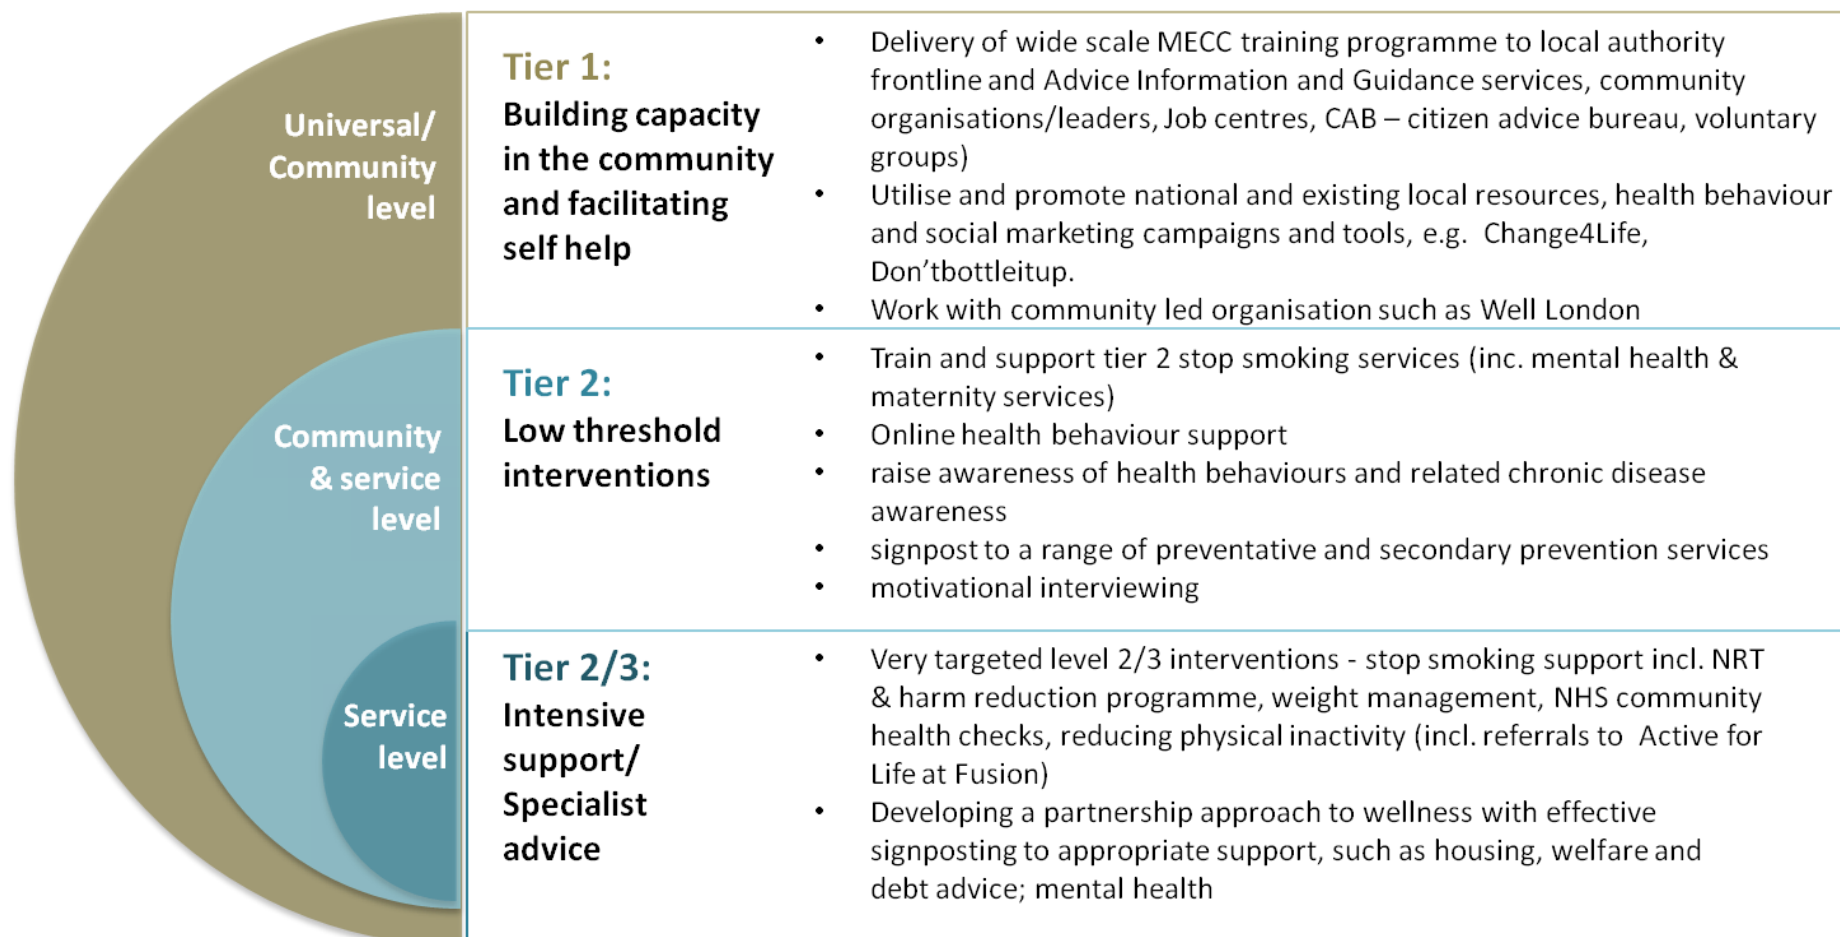 Universal/
Community
level
Tier 1:
Building capacity
in the community
and facilitating
self help
• Delivery of wide scale MECC training programme to local authority
frontline and Advice Information and Guidance services, community
organisations/leaders, Job centres, CAB – citizen advice bureau, voluntary
groups)
• Utilise and promote national and existing local resources, health behaviour
and social marketing campaigns and tools, e.g. Change4Life,
Don’tbottleitup.
• Work with community led organisation such as Well London
Community
& service
level
Tier 2:
Low threshold
interventions
• Train and support tier 2 stop smoking services (inc. mental health &
maternity services)
• Online health behaviour support
• raise awareness of health behaviours and related chronic disease
awareness
• signpost to a range of preventative and secondary prevention services
• motivational interviewing
Service
level
Tier 2/3:
Intensive
support/
Specialist
advice
• Very targeted level 2/3 interventions - stop smoking support incl. NRT
& harm reduction programme, weight management, NHS community
health checks, reducing physical inactivity (incl. referrals to Active for
Life at Fusion)
• Developing a partnership approach to wellness with effective
signposting to appropriate support, such as housing, welfare and
debt advice; mental health